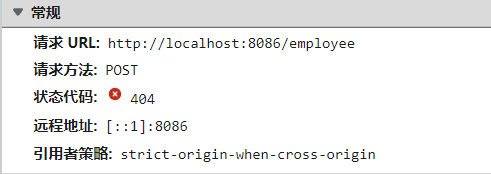 常规
请求 URL: http://localhost:8086/employee
请求方法: POST
状态代码: 404
远程地址: [::1]:8086
引用者策略: strict-origin-when-cross-origin